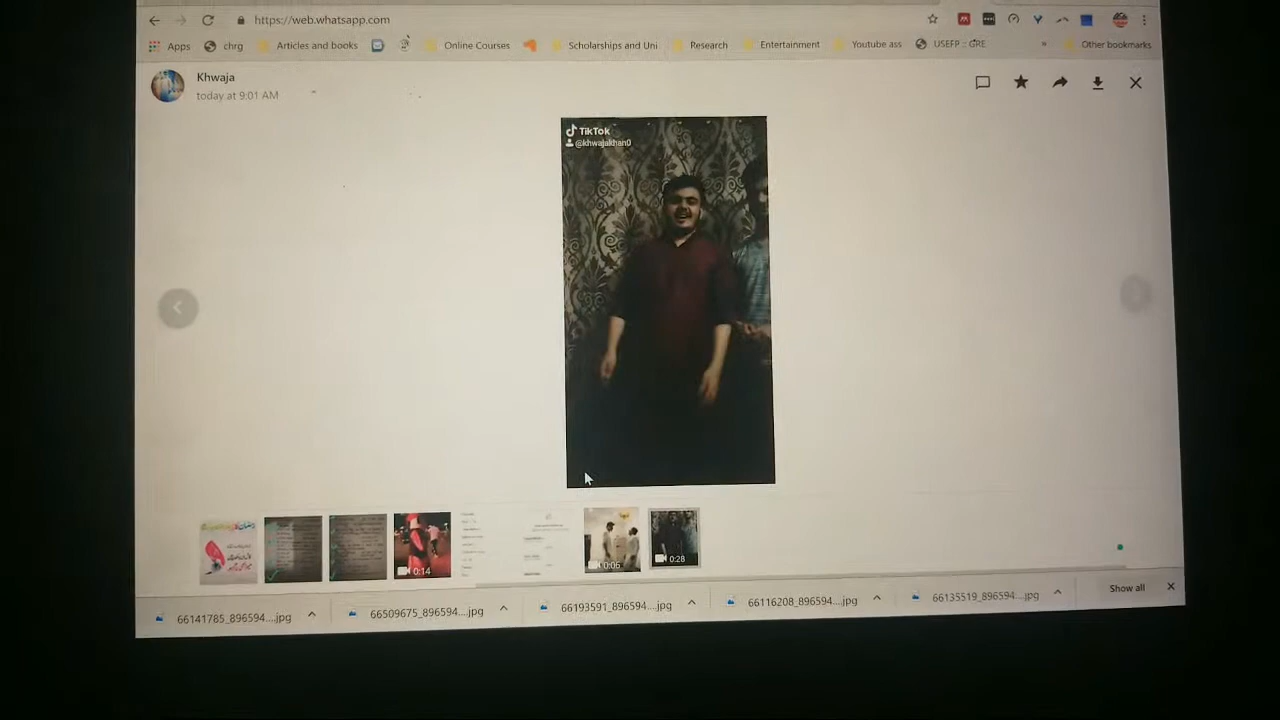 https://web.whatsapp.com
Apps chrg Articles and books Online Courses Scholarships and Uni Research Entertainment Youtube ass USEFP :: GRE » Other bookmarks
Khwaja
today at 9:01 AM
TikTok
@khwajakhan0
0:14
0:06
0:28
66141785_896594....jpg 66509675_896594....jpg 66193591_896594....jpg 66116208_896594....jpg 66135519_896594....jpg Show all